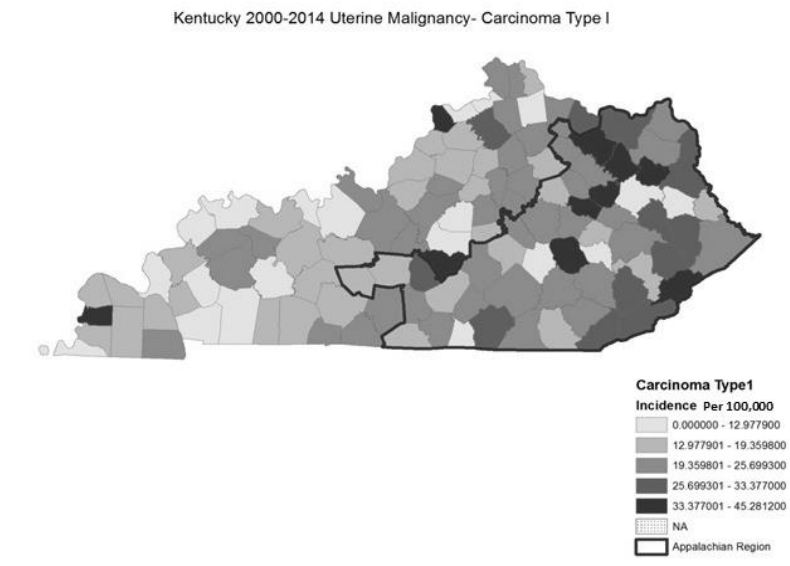 Kentucky 2000-2014 Uterine Malignancy- Carcinoma Type I
Carcinoma Type1
Incidence Per 100,000
0.000000 - 12.977900
12.977901 - 19.359800
19.359801 - 25.699300
25.699301 - 33.377000
33.377001 - 45.281200
NA
Appalachian Region